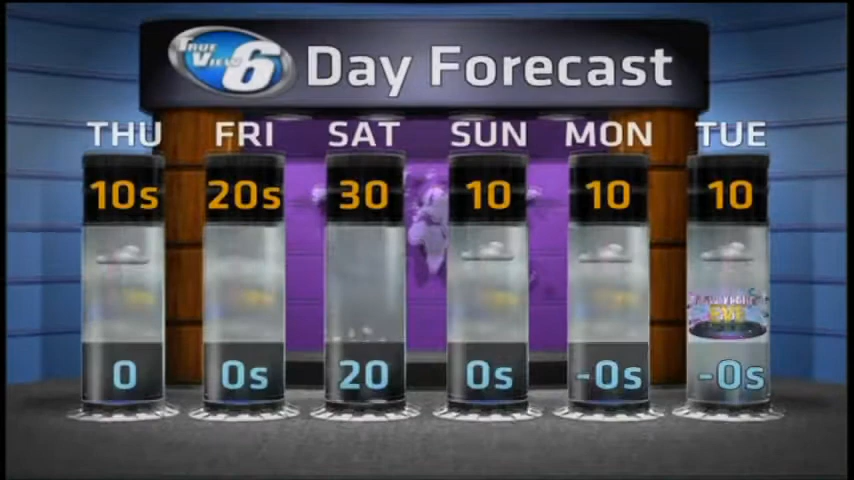 TRUE VIEW 6 Day Forecast
THU FRI SAT SUN MON TUE
10s 20s 30 10 10 10
0 0s 20 0s -0s -0s